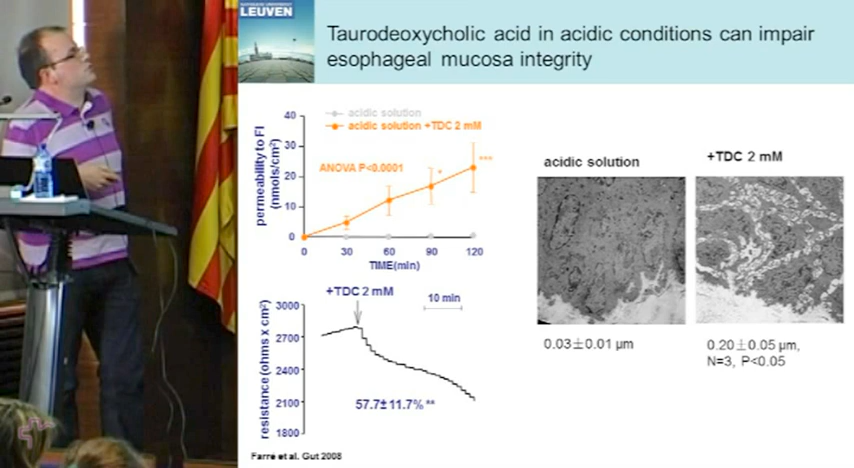 LEUVEN
Taurodeoxycholic acid in acidic conditions can impair
esophageal mucosa integrity
acidic solution
acidic solution +TDC 2 mM
ANOVA P<0.0001
*
***
permeability to FI
(nmols/cm²)
40
30
20
10
0
0 30 60 90 120
TIME(min)
acidic solution
+TDC 2 mM
0.03±0.01 µm
0.20±0.05 µm,
N=3, P<0.05
+TDC 2 mM
10 min
resistance(ohms x cm²)
3000
2700
2400
2100
1800
57.7±11.7% **
Farré et al. Gut 2008